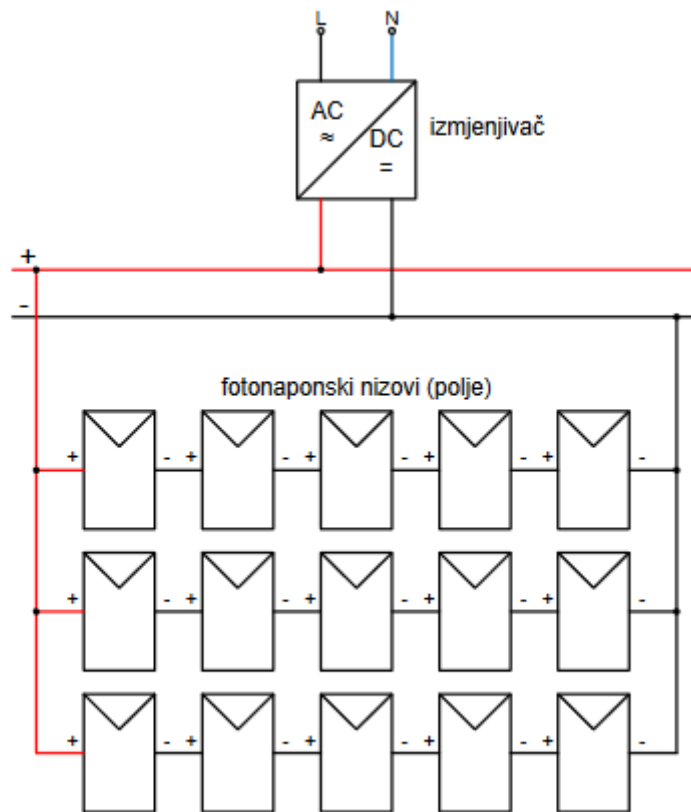 L N
AC
≈
DC
=
izmjenjivač
+
-
fotonaponski nizovi (polje)
+ - + - + - + - + -
+ - + - + - + - + -
+ - + - + - + - + -